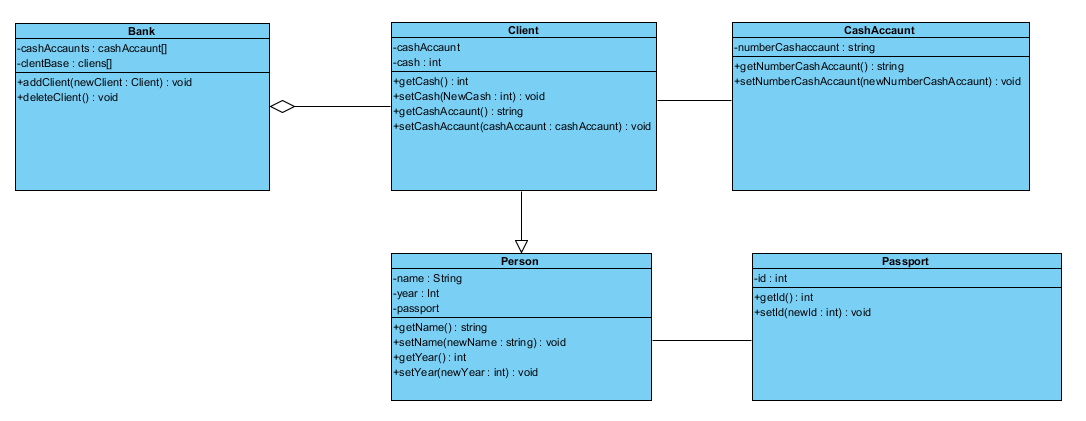 Bank
-cashAccaunts : cashAccaunt[]
-clentBase : cliens[]
+addClient(newClient : Client) : void
+deleteClient() : void
Client
-cashAccaunt
-cash : int
+getCash() : int
+setCash(NewCash : int) : void
+getCashAccaunt() : string
+setCashAccaunt(cashAccaunt : cashAccaunt) : void
CashAccaunt
-numberCashaccaunt : string
+getNumberCashAccaunt() : string
+setNumberCashAccaunt(newNumberCashAccaunt) : void
Person
-name : String
-year : Int
-passport
+getName() : string
+setName(newName : string) : void
+getYear() : int
+setYear(newYear : int) : void
Passport
-id : int
+getId() : int
+setId(newId : int) : void